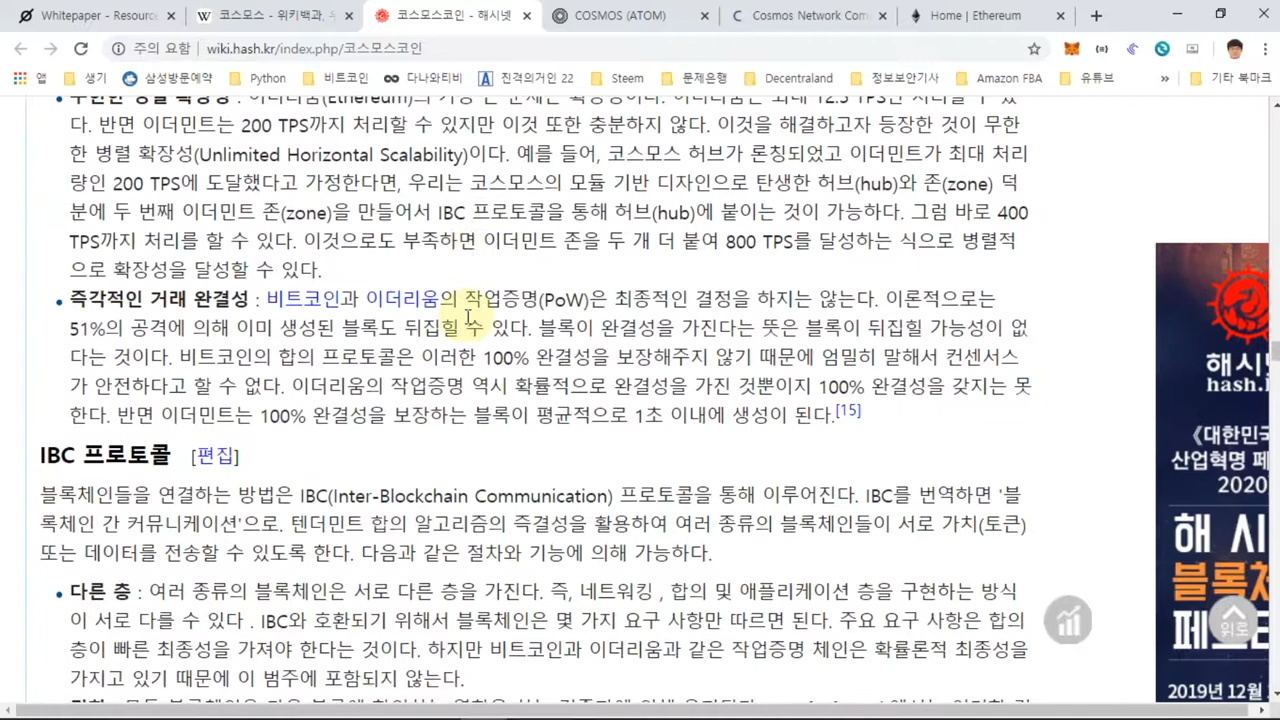 Whitepaper - Resourc
코스모스 - 위키백과, 우
코스모스코인 - 해시넷
COSMOS (ATOM)
Cosmos Network Com
Home | Ethereum
주의 요함
wiki.hash.kr/index.php/코스모스코인
앱
생기
삼성방문예약
Python
비트코인
다나와티비
진격의거인 22
Steem
문제은행
Decentraland
정보보안기사
Amazon FBA
유튜브
»
기타 북마크
다. 반면 이더민트는 200 TPS까지 처리할 수 있지만 이것 또한 충분하지 않다. 이것을 해결하고자 등장한 것이 무한
한 병렬 확장성(Unlimited Horizontal Scalability)이다. 예를 들어, 코스모스 허브가 론칭되었고 이더민트가 최대 처리
량인 200 TPS에 도달했다고 가정한다면, 우리는 코스모스의 모듈 기반 디자인으로 탄생한 허브(hub)와 존(zone) 덕
분에 두 번째 이더민트 존(zone)을 만들어서 IBC 프로토콜을 통해 허브(hub)에 붙이는 것이 가능하다. 그럼 바로 400
TPS까지 처리를 할 수 있다. 이것으로도 부족하면 이더민트 존을 두 개 더 붙여 800 TPS를 달성하는 식으로 병렬적
으로 확장성을 달성할 수 있다.
• 즉각적인 거래 완결성 : 비트코인과 이더리움의 작업증명(PoW)은 최종적인 결정을 하지는 않는다. 이론적으로는
51%의 공격에 의해 이미 생성된 블록도 뒤집힐 수 있다. 블록이 완결성을 가진다는 뜻은 블록이 뒤집힐 가능성이 없
다는 것이다. 비트코인의 합의 프로토콜은 이러한 100% 완결성을 보장해주지 않기 때문에 엄밀히 말해서 컨센서스
가 안전하다고 할 수 없다. 이더리움의 작업증명 역시 확률적으로 완결성을 가진 것뿐이지 100% 완결성을 갖지는 못
한다. 반면 이더민트는 100% 완결성을 보장하는 블록이 평균적으로 1초 이내에 생성이 된다.[15]
IBC 프로토콜 [편집]
블록체인들을 연결하는 방법은 IBC(Inter-Blockchain Communication) 프로토콜을 통해 이루어진다. IBC를 번역하면 '블
록체인 간 커뮤니케이션'으로. 텐더민트 합의 알고리즘의 즉결성을 활용하여 여러 종류의 블록체인들이 서로 가치(토큰)
또는 데이터를 전송할 수 있도록 한다. 다음과 같은 절차와 기능에 의해 가능하다.
• 다른 층 : 여러 종류의 블록체인은 서로 다른 층을 가진다. 즉, 네트워킹 , 합의 및 애플리케이션 층을 구현하는 방식
이 서로 다를 수 있다 . IBC와 호환되기 위해서 블록체인은 몇 가지 요구 사항만 따르면 된다. 주요 요구 사항은 합의
층이 빠른 최종성을 가져야 한다는 것이다. 하지만 비트코인과 이더리움과 같은 작업증명 체인은 확률론적 최종성을
가지고 있기 때문에 이 범주에 포함되지 않는다.
해시넷
hash.k
《대한민국
산업혁명 페
2020
해 시
블록체
페스
위로
2019년 12월